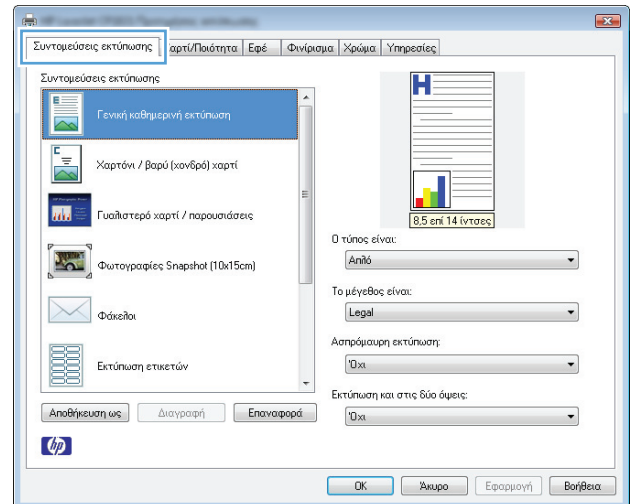 Συντομεύσεις εκτύπωσης
αρτί/Ποιότητα
Εφέ
Φινίρισμα
Χρώμα
Υπηρεσίες
Συντομεύσεις εκτύπωσης
Γενική καθημερινή εκτύπωση
Χαρτόνι / βαρύ (χονδρό) χαρτί
Γυαλιστερό χαρτί / παρουσιάσεις
Φωτογραφίες Snapshot (10x15cm)
Φάκελοι
Εκτύπωση ετικετών
Αποθήκευση ως
Διαγραφή
Επαναφορά
hp
8,5 επί 14 ίντσες
Ο τύπος είναι:
Απλό
Το μέγεθος είναι:
Legal
Ασπρόμαυρη εκτύπωση:
Όχι
Εκτύπωση και στις δύο όψεις:
Όχι
OK
Άκυρο
Εφαρμογή
Βοήθεια